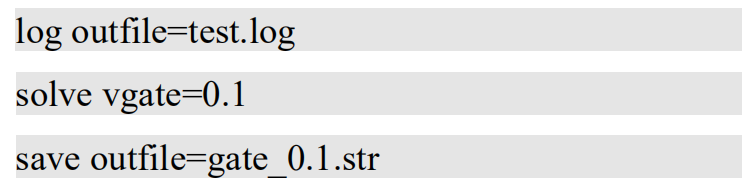 log outfile=test.log
solve vgate=0.1
save outfile=gate_0.1.str